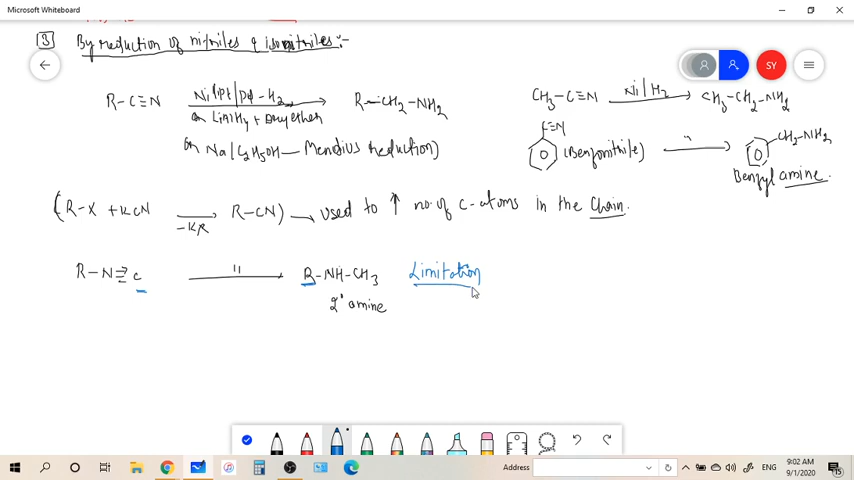 Microsoft Whiteboard
3 By reduction of nitriles & isonitriles:-
R-C≡N Ni/Pt/Pd-H2 R-CH2-NH2
or LiAlH4 + Dry ether
or Na/C2H5OH - Mendius Reduction)
CH3-C≡N Ni/H2 CH3-CH2-NH2
C≡N (Benzonitrile) " CH2-NH2
Benzyl amine.
(R-X + KCN -KX R-CN) → used to ↑ no. of C-atoms in the Chain.
R-N≡C " R-NH-CH3 Limitation
2° amine
SY
Address
ENG
9:02 AM
9/1/2020
15